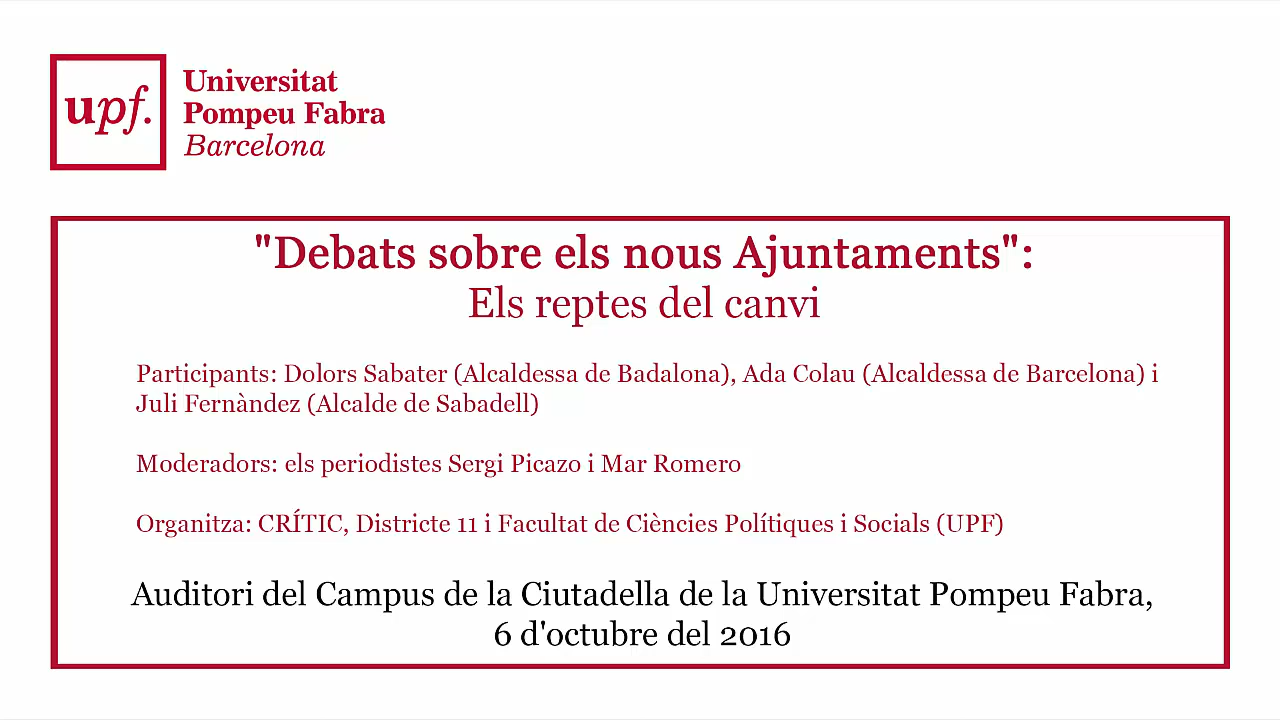 upf.
Universitat
Pompeu Fabra
Barcelona
"Debats sobre els nous Ajuntaments":
Els reptes del canvi
Participants: Dolors Sabater (Alcaldessa de Badalona), Ada Colau (Alcaldessa de Barcelona) i
Juli Fernàndez (Alcalde de Sabadell)
Moderadors: els periodistes Sergi Picazo i Mar Romero
Organitza: CRÍTIC, Districte 11 i Facultat de Ciències Polítiques i Socials (UPF)
Auditori del Campus de la Ciutadella de la Universitat Pompeu Fabra,
6 d'octubre del 2016